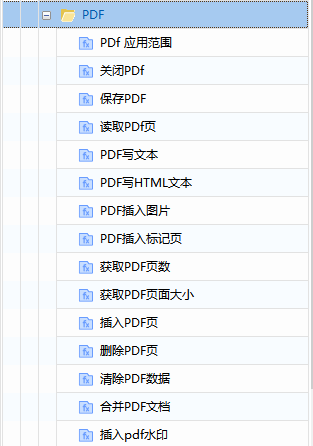 PDF
PDf 应用范围
关闭PDf
保存PDF
读取PDf页
PDF写文本
PDF写HTML文本
PDF插入图片
PDF插入标记页
获取PDF页数
获取PDF页面大小
插入PDF页
删除PDF页
清除PDF数据
合并PDF文档
插入pdf水印